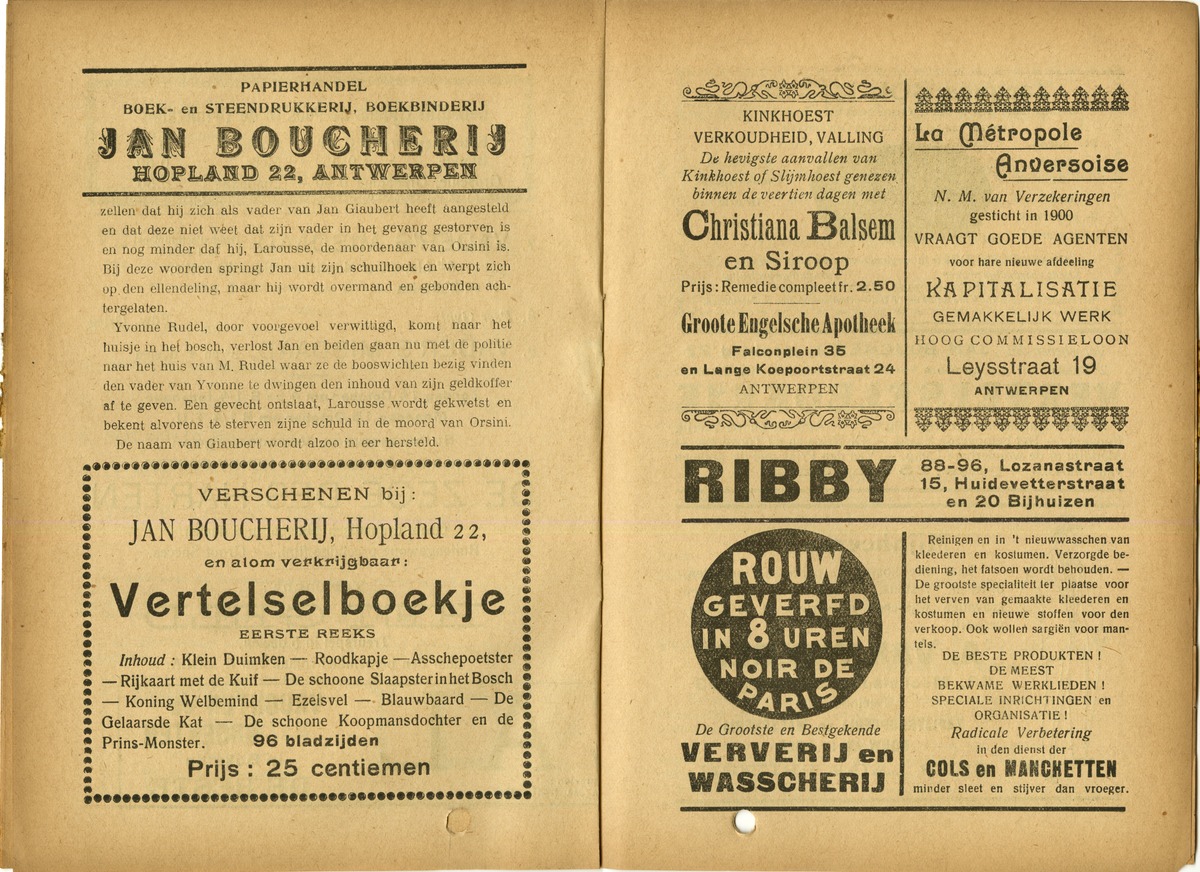 PAPIERHANDEL
BOEK- en STEENDRUKKERIJ, BOEKBINDERIJ
JAN BOUCHERIJ
HOPLAND 22, ANTWERPEN
zellen dat hij zich als vader van Jan Giaubert heeft aangesteld
en dat deze niet weet dat zijn vader in het gevang gestorven is
en nog minder daf hij, Larousse, de moordenaar van Orsini is.
Bij deze woorden springt Jan uit zijn schuilhoek en werpt zich
op den ellendeling, maar hij wordt overmand en gebonden ach-
tergelaten.
Yvonne Rudel, door voorgevoel verwittigd, komt naar het
huisje in het bosch, verlost Jan en beiden gaan nu met de politie
naar het huis van M. Rudel waar ze de booswichten bezig vinden
den vader van Yvonne te dwingen den inhoud van zijn geldkoffer
af te geven. Een gevecht ontstaat, Larousse wordt gekwetst en
bekent alvorens te sterven zijne schuld in de moord van Orsini.
De naam van Giaubert wordt alzoo in eer hersteld.
VERSCHENEN bij:
JAN BOUCHERIJ, Hopland 22,
en alom verkrijgbaar:
Vertelselboekje
EERSTE REEKS
Inhoud : Klein Duimken — Roodkapje —Asschepoetster
— Rijkaart met de Kuif — De schoone Slaapster in het Bosch
— Koning Welbemind — Ezelsvel — Blauwbaard — De
Gelaarsde Kat — De schoone Koopmansdochter en de
Prins-Monster. 96 bladzijden
Prijs : 25 centiemen
KINKHOEST
VERKOUDHEID, VALLING
De hevigste aanvallen van
Kinkhoest of Slijmhoest genezen
binnen de veertien dagen met
Christiana Balsem
en Siroop
Prijs : Remedie compleet fr. 2.50
Groote Engelsche Apotheek
Falconplein 35
en Lange Koepoortstraat 24
ANTWERPEN
La Métropole
Anversoise
N. M. van Verzekeringen
gesticht in 1900
VRAAGT GOEDE AGENTEN
voor hare nieuwe afdeeling
KAPITALISATIE
GEMAKKELIJK WERK
HOOG COMMISSIELOON
Leysstraat 19
ANTWERPEN
RIBBY
88-96, Lozanastraat
15, Huidevetterstraat
en 20 Bijhuizen
ROUW
GEVERFD
IN 8 UREN
NOIR DE
PARIS
De Grootste en Bestgekende
VERVERIJ en
WASSCHERIJ
Reinigen en in 't nieuwwasschen van
kleederen en kostumen. Verzorgde be-
diening, het fatsoen wordt behouden. —
De grootste specialiteit ter plaatse voor
het verven van gemaakte kleederen en
kostumen en nieuwe stoffen voor den
verkoop. Ook wollen sargiën voor man-
tels.
DE BESTE PRODUKTEN !
DE MEEST
BEKWAME WERKLIEDEN !
SPECIALE INRICHTINGEN en
ORGANISATIE !
Radicale Verbetering
in den dienst der
COLS en MANCHETTEN
minder sleet en stijver dan vroeger.